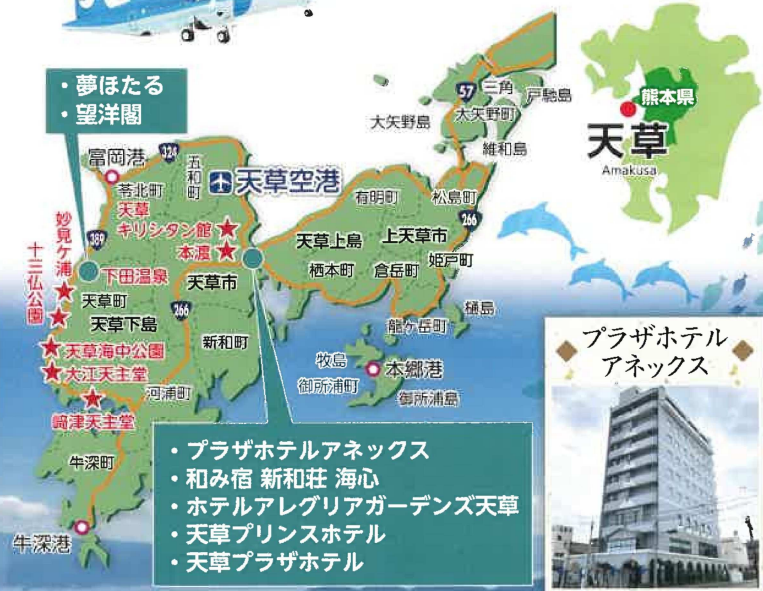 ・夢ほたる
・望洋閣
富岡港
324
五和町
天草空港
苓北町
天草
キリシタン館
本渡
妙見ケ浦
十三仏公園
389
下田温泉
天草町
天草市
天草下島
266
新和町
天草海中公園
大江天主堂
河浦町
﨑津天主堂
牛深町
牛深港
57
三角
戸馳島
大矢野島
大矢野町
維和島
有明町
松島町
266
天草上島
上天草市
姫戸町
栖本町
倉岳町
樋島
龍ヶ岳町
牧島
本郷港
御所浦町
御所浦島
熊本県
天草
Amakusa
・プラザホテルアネックス
・和み宿 新和荘 海心
・ホテルアレグリアガーデンズ天草
・天草プリンスホテル
・天草プラザホテル
プラザホテル
アネックス